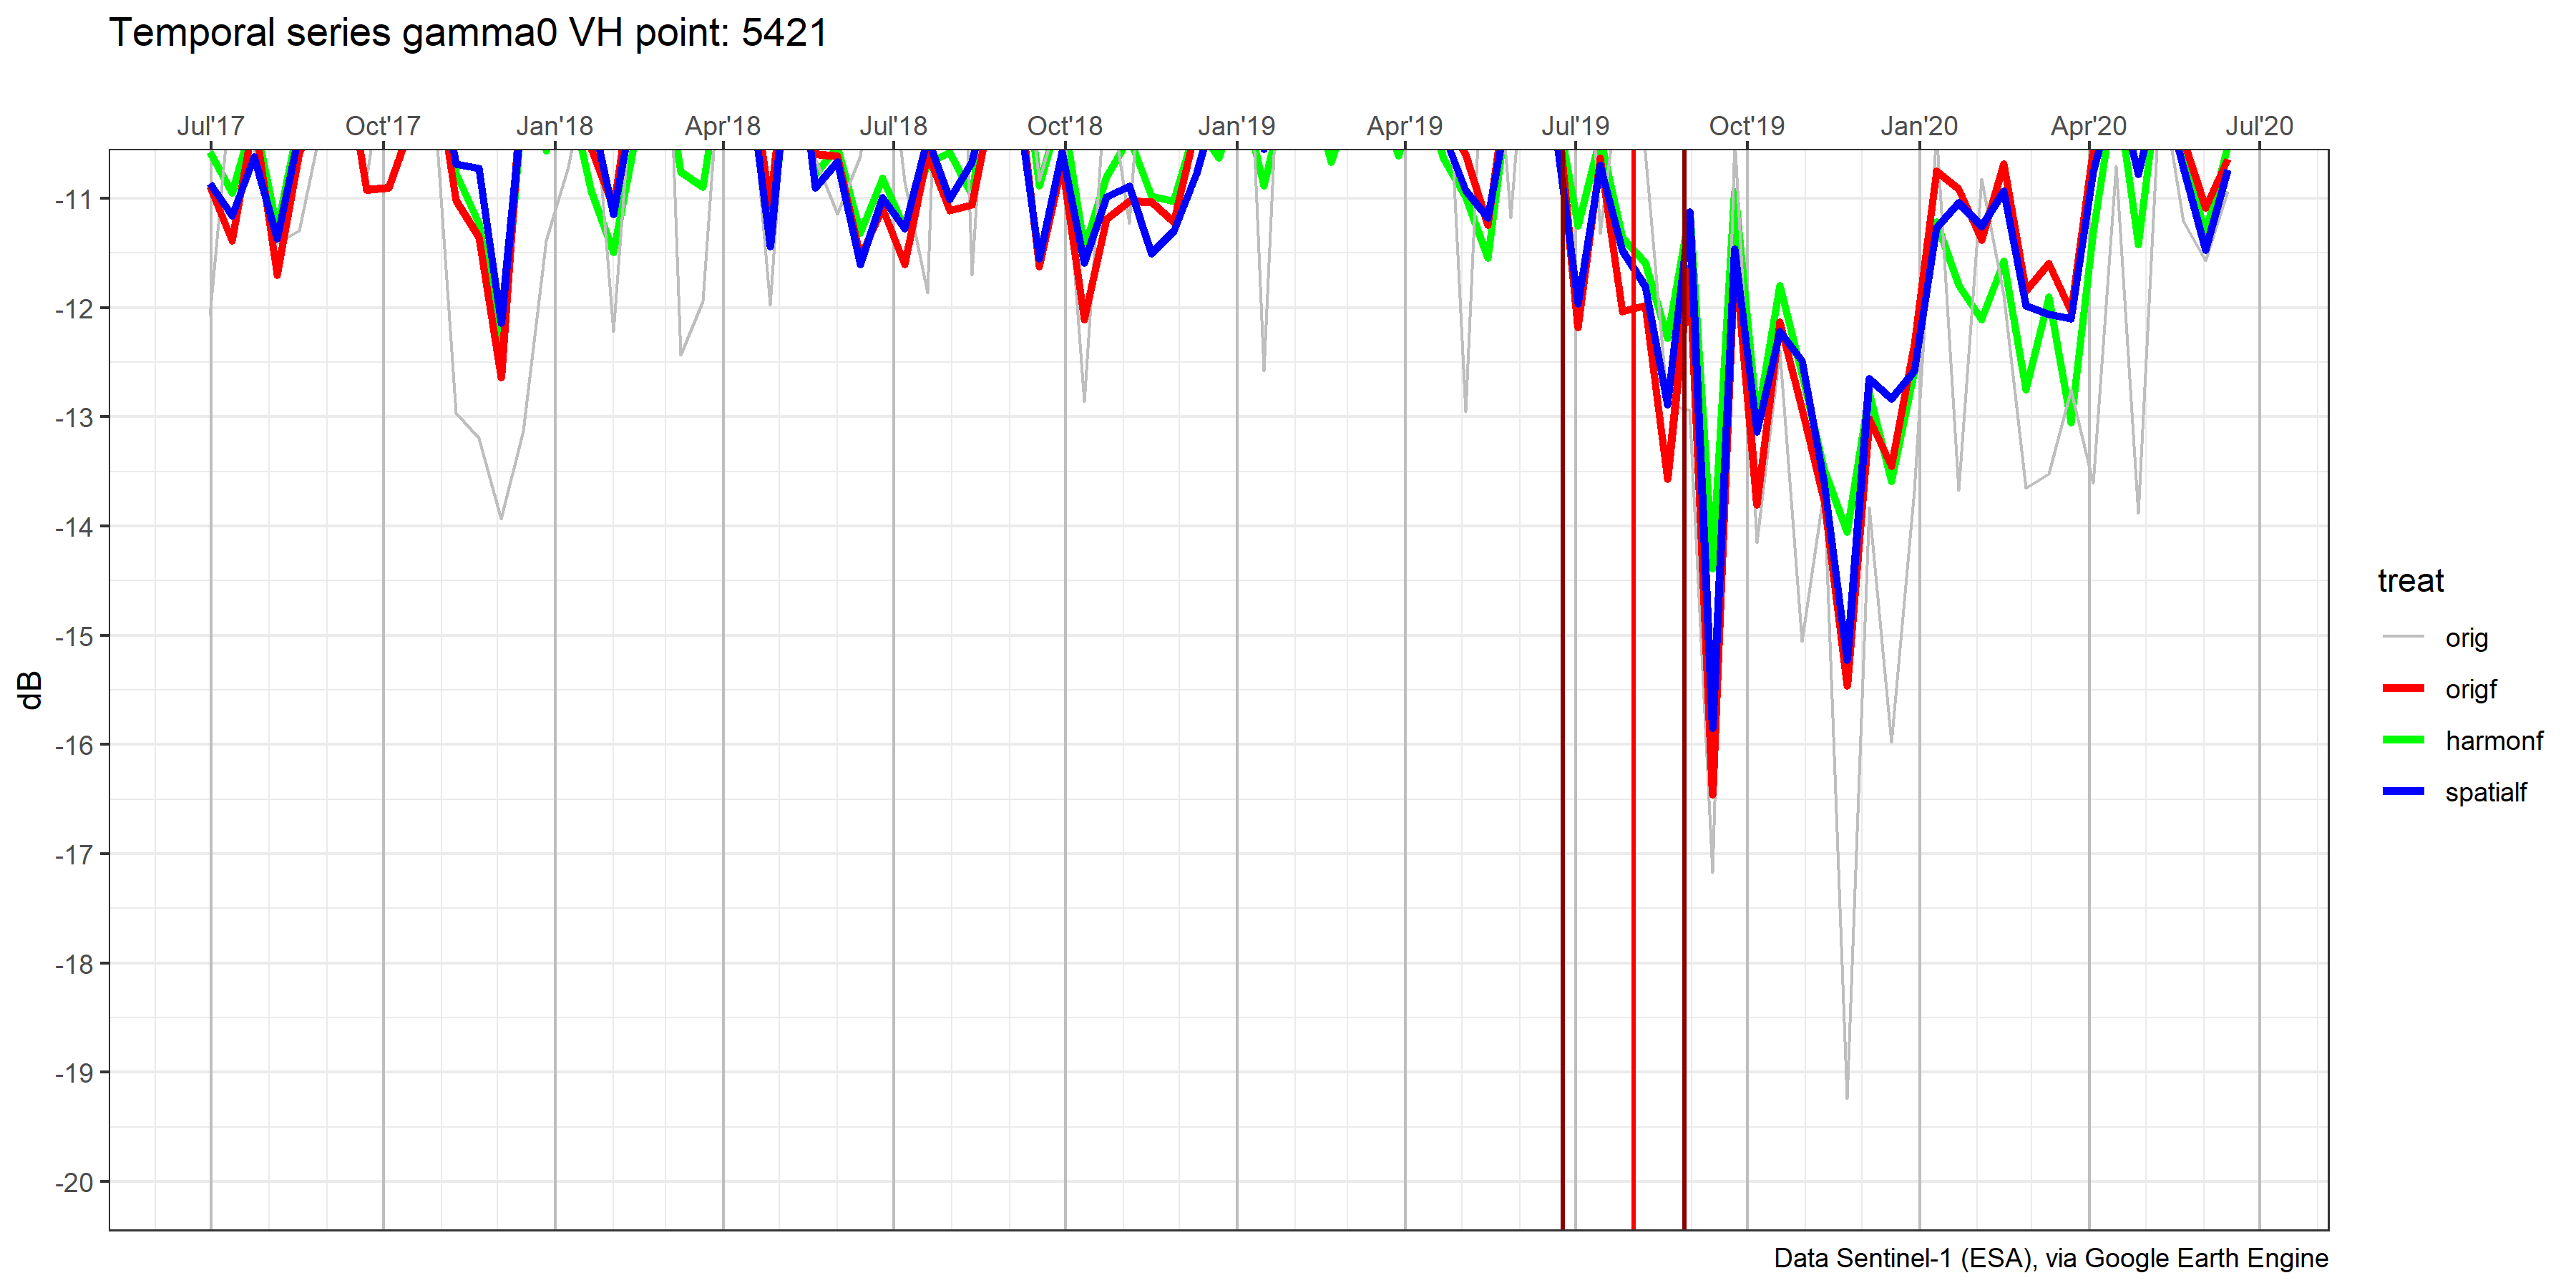 Temporal series gamma0 VH point: 5421
Jul'17 Oct'17 Jan'18 Apr'18 Jul'18 Oct'18 Jan'19 Apr'19 Jul'19 Oct'19 Jan'20 Apr'20 Jul'20
-11
-12
-13
-14
-15
-16
-17
-18
-19
-20
dB
treat
orig
origf
harmonf
spatialf
Data Sentinel-1 (ESA), via Google Earth Engine